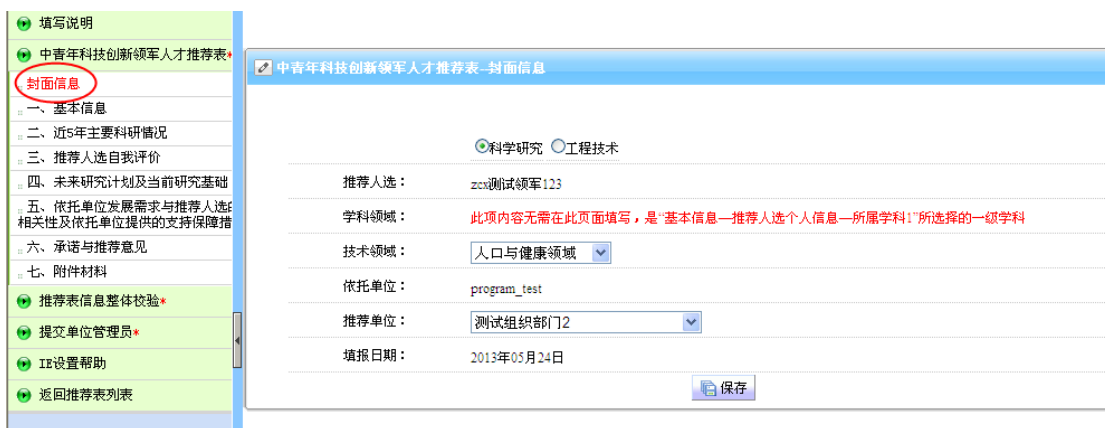 填写说明
中青年科技创新领军人才推荐表*
封面信息
一、基本信息
二、近5年主要科研情况
三、推荐人选自我评价
四、未来研究计划及当前研究基础
五、依托单位发展需求与推荐人选的
相关性及依托单位提供的支持保障措
六、承诺与推荐意见
七、附件材料
推荐表信息整体校验*
提交单位管理员*
IE设置帮助
返回推荐表列表
中青年科技创新领军人才推荐表--封面信息
科学研究 工程技术
推荐人选： zcx测试领军123
学科领域： 此项内容无需在此页面填写，是“基本信息—推荐人选个人信息—所属学科1”所选择的一级学科
技术领域： 人口与健康领域
依托单位： program_test
推荐单位： 测试组织部门2
填报日期： 2013年05月24日
保存